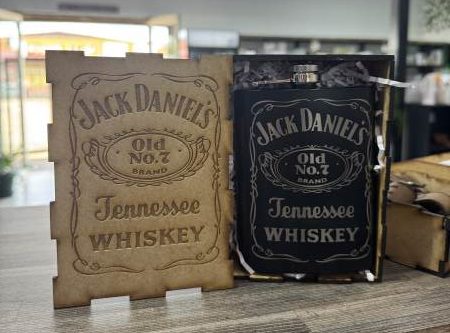 JACK DANIEL'S
Old
No.7
BRAND
Tennessee
WHISKEY
JACK DANIEL'S
Old
No.7
BRAND
Tennessee
WHISKEY